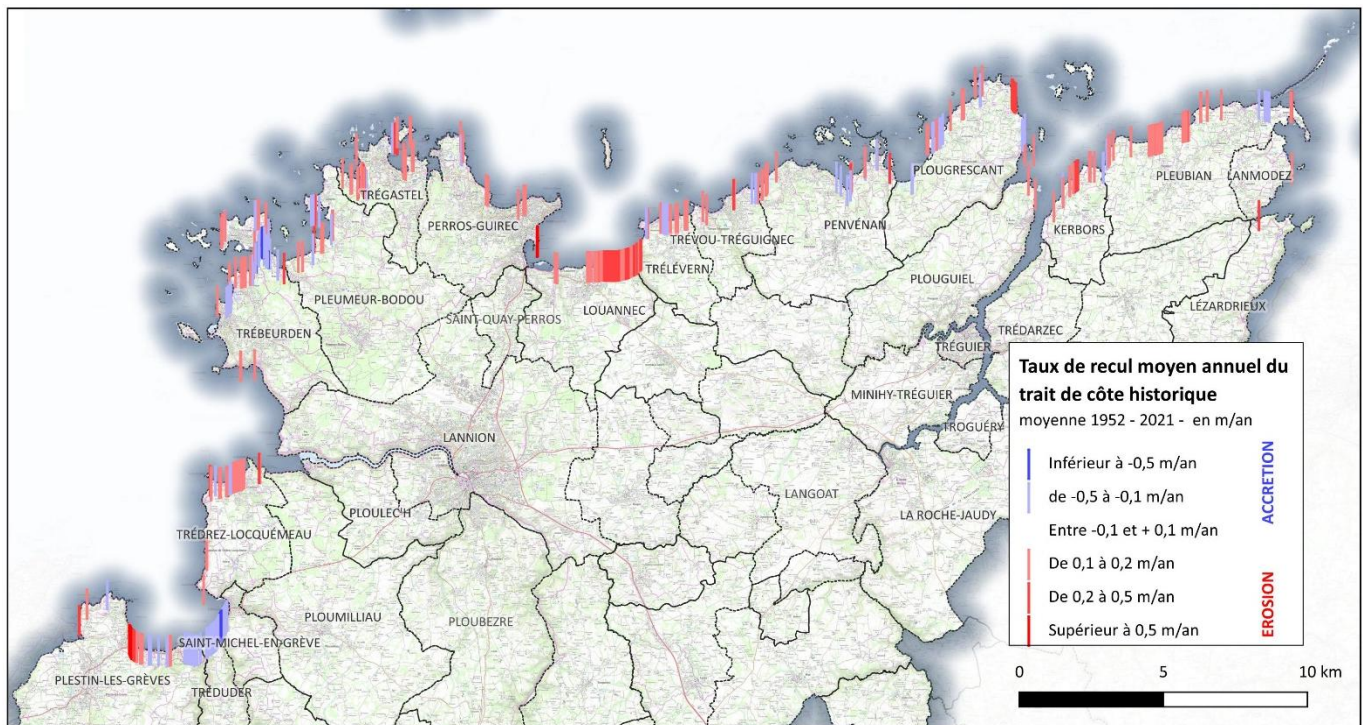 PLOUGRESCANT
PLEUBIAN
LANMODEZ
TRÉGASTEL
PERROS-GUIREC
PENVÉNAN
KERBORS
TRÉVOU-TRÉGUIGNEC
TRÉLÉVERN
PLOUGUIEL
PLEUMEUR-BODOU
LOUANNEC
SAINT-QUAY-PERROS
LÉZARDRIEUX
TRÉBEURDEN
TRÉDARZEC
TRÉGUIER
MINIHY-TRÉGUIER
TROGUÉRY
LANNION
LANGOAT
PLOULEC'H
LA ROCHE-JAUDY
TRÉDREZ-LOCQUÉMEAU
PLOUMILLIAU
PLOUBEZRE
SAINT-MICHEL-EN-GRÈVE
PLESTIN-LES-GRÈVES
TRÉDUDER
Taux de recul moyen annuel du
trait de côte historique
moyenne 1952 - 2021 - en m/an
Inférieur à -0,5 m/an
de -0,5 à -0,1 m/an
Entre -0,1 et + 0,1 m/an
De 0,1 à 0,2 m/an
De 0,2 à 0,5 m/an
Supérieur à 0,5 m/an
ACCRETION
EROSION
0 5 10 km